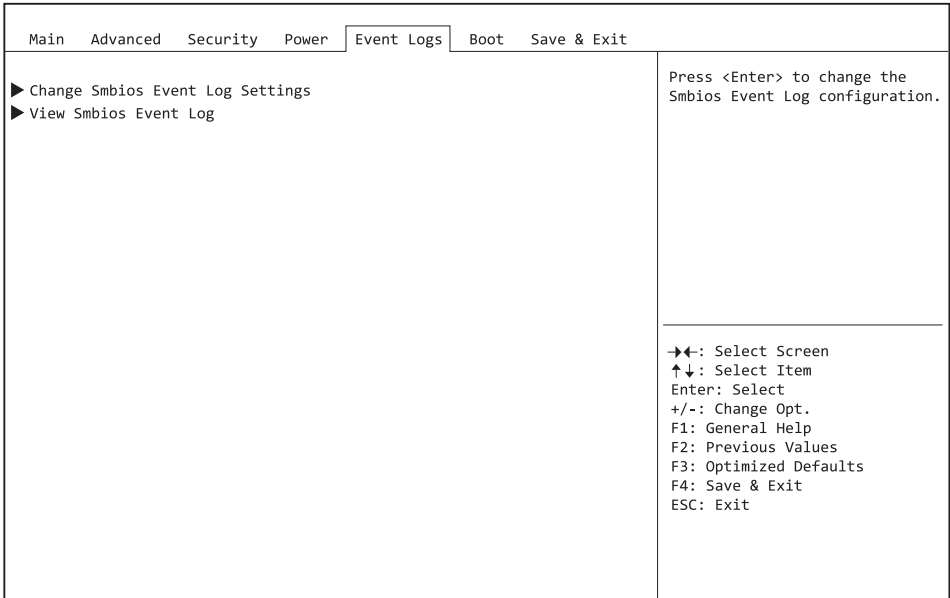 Main Advanced Security Power Event Logs Boot Save & Exit
▶ Change Smbios Event Log Settings
▶ View Smbios Event Log
Press <Enter> to change the
Smbios Event Log configuration.
→←: Select Screen
↑↓: Select Item
Enter: Select
+/-: Change Opt.
F1: General Help
F2: Previous Values
F3: Optimized Defaults
F4: Save & Exit
ESC: Exit